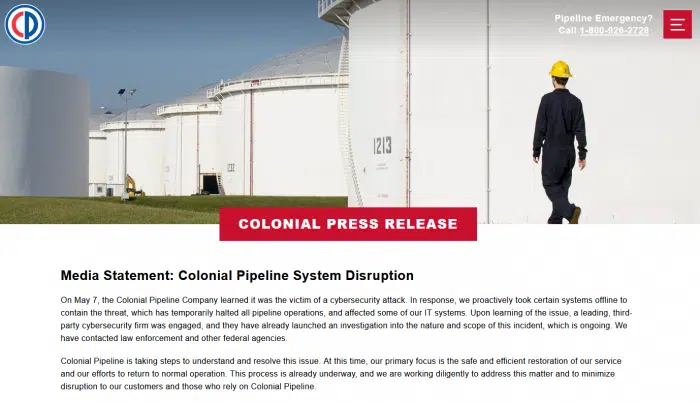 CP
Pipeline Emergency?
Call 1-800-926-2728
1213
COLONIAL PRESS RELEASE
Media Statement: Colonial Pipeline System Disruption
On May 7, the Colonial Pipeline Company learned it was the victim of a cybersecurity attack. In response, we proactively took certain systems offline to
contain the threat, which has temporarily halted all pipeline operations, and affected some of our IT systems. Upon learning of the issue, a leading, third-
party cybersecurity firm was engaged, and they have already launched an investigation into the nature and scope of this incident, which is ongoing. We
have contacted law enforcement and other federal agencies.
Colonial Pipeline is taking steps to understand and resolve this issue. At this time, our primary focus is the safe and efficient restoration of our service
and our efforts to return to normal operation. This process is already underway, and we are working diligently to address this matter and to minimize
disruption to our customers and those who rely on Colonial Pipeline.